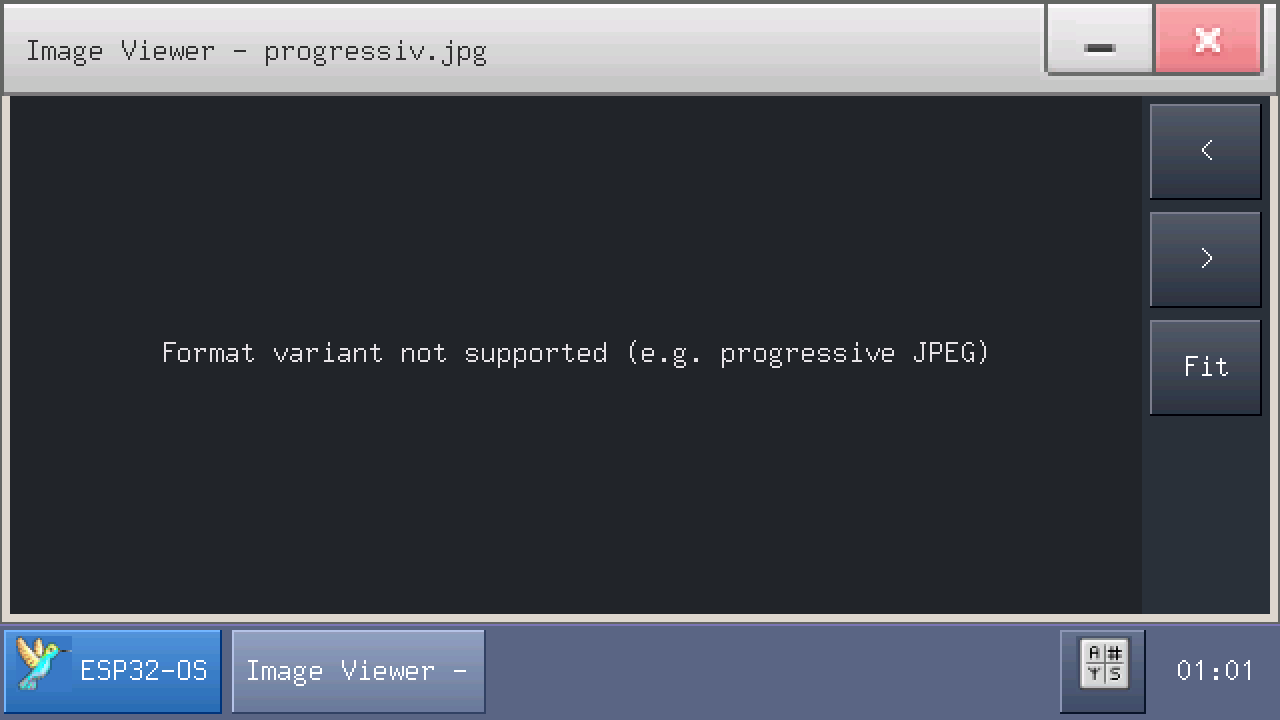 Image Viewer - progressiv.jpg
<
>
Format variant not supported (e.g. progressive JPEG)
Fit
ESP32-OS
Image Viewer -
A#
YS
01:01